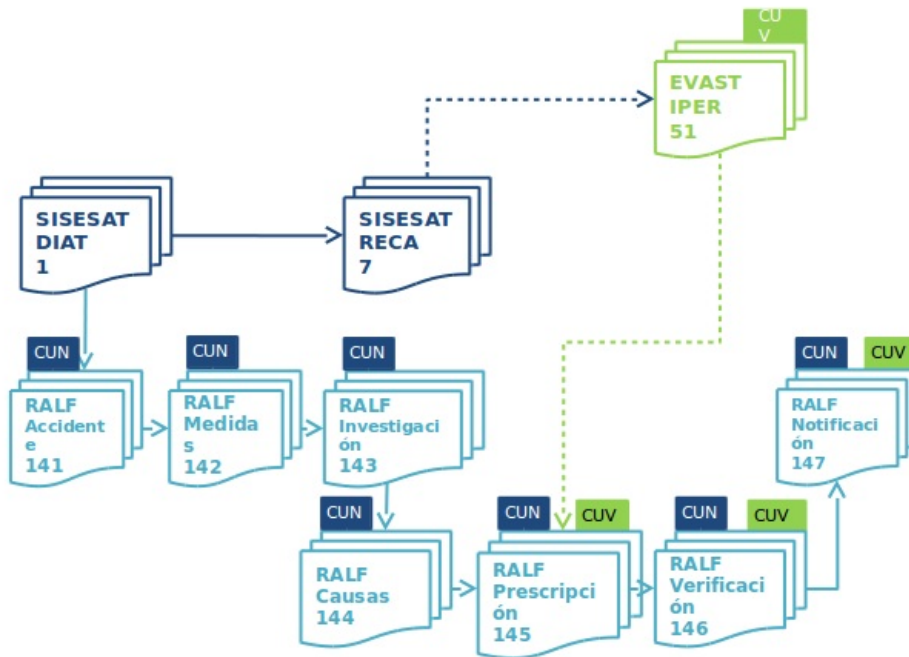 CU
V
EVAST
IPER
51
SISESAT
DIAT
1
SISESAT
RECA
7
CUN
RALF
Accident
e
141
CUN
RALF
Medida
s
142
CUN
RALF
Investigaci
ón
143
CUN
CUV
RALF
Notificaci
ón
147
CUN
RALF
Causas
144
CUN
CUV
RALF
Prescripci
ón
145
CUN
CUV
RALF
Verificaci
ón
146